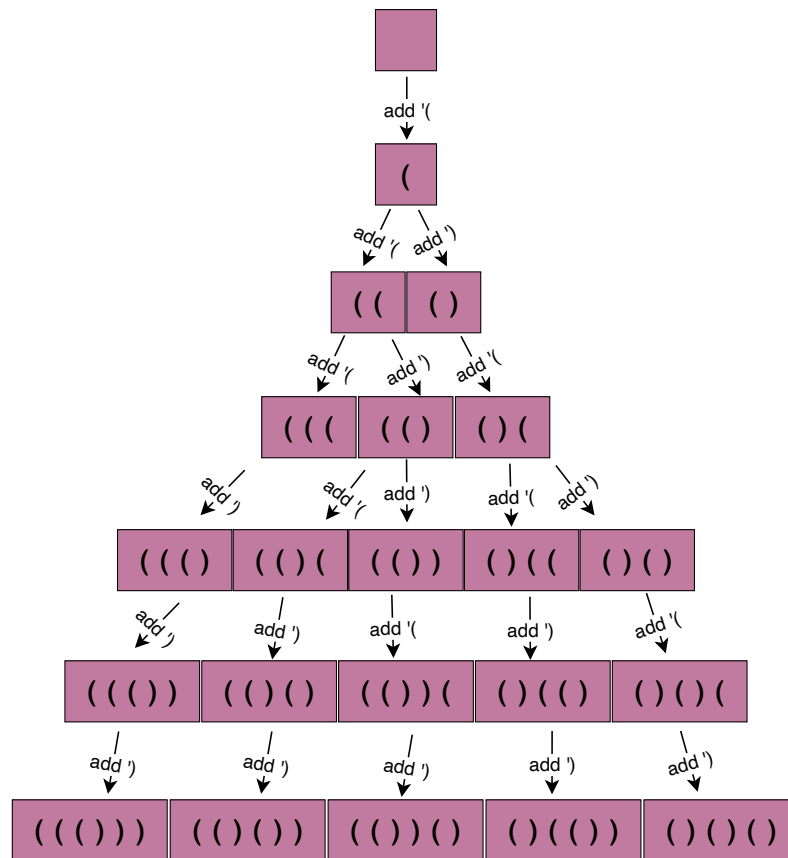 add '(
(
add '( add ')
( ( ( )
add '( add ') add '(
( ( ( ( ( ) ( ) (
add ') add '( add ') add '( add ')
( ( ( ) ( ( ) ( ( ( ) ) ( ) ( ( ( ) ( )
add ') add ') add '( add ') add '(
( ( ( ) ) ( ( ) ( ) ( ( ) ) ( ( ) ( ( ) ( ) ( ) (
add ') add ') add ') add ') add ')
( ( ( ) ) ) ( ( ) ( ) ) ( ( ) ) ( ) ( ) ( ( ) ) ( ) ( ) ( )